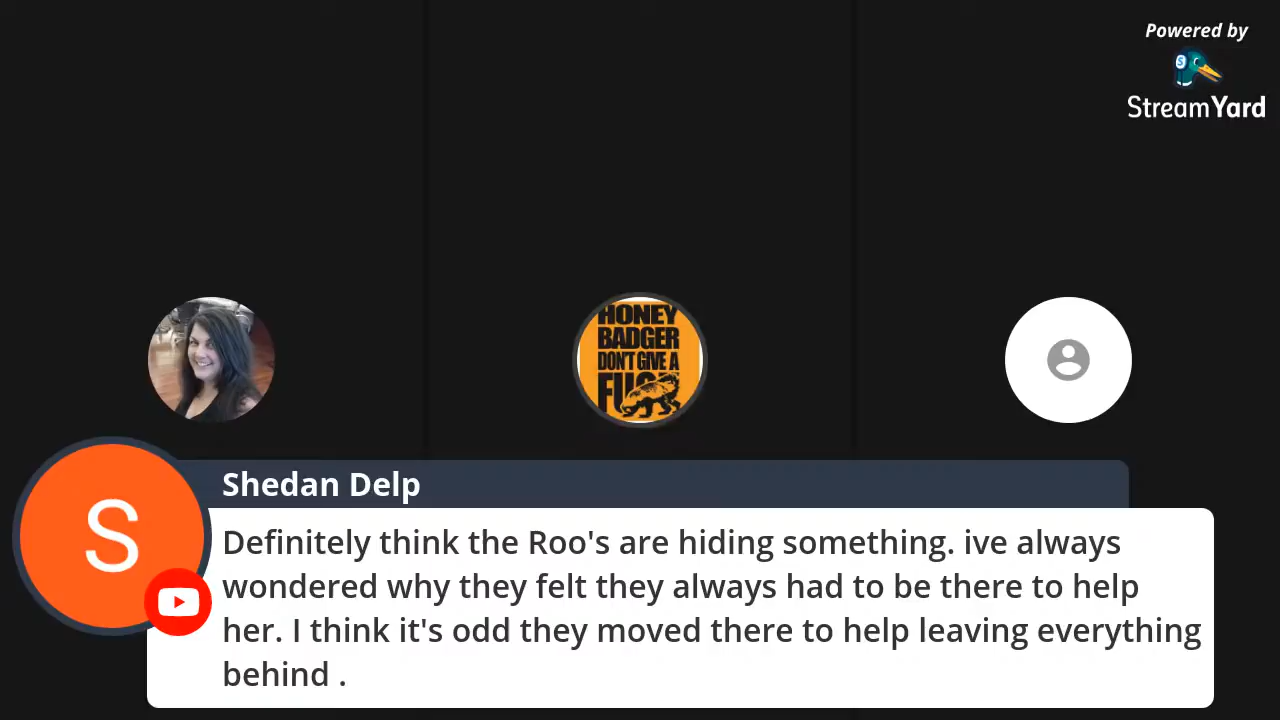 Powered by
S
StreamYard
HONEY
BADGER
DON'T GIVE A
FU
S
Shedan Delp
Definitely think the Roo's are hiding something. ive always
wondered why they felt they always had to be there to help
her. I think it's odd they moved there to help leaving everything
behind .